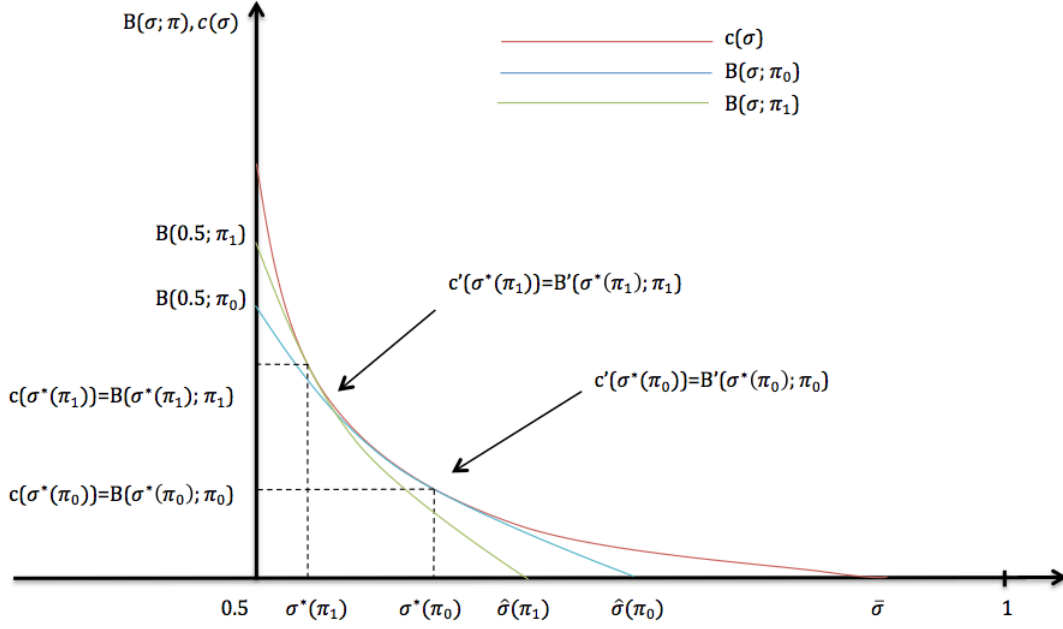 B(σ; π), c(σ)
c(σ)
B(σ; π₀)
B(σ; π₁)
B(0.5; π₁)
c'(σ*(π₁))=B'(σ*(π₁); π₁)
B(0.5; π₀)
c'(σ*(π₀))=B'(σ*(π₀); π₀)
c(σ*(π₁))=B(σ*(π₁); π₁)
c(σ*(π₀))=B(σ*(π₀); π₀)
0.5 σ*(π₁) σ*(π₀) σ̂(π₁) σ̂(π₀) σ̄ 1